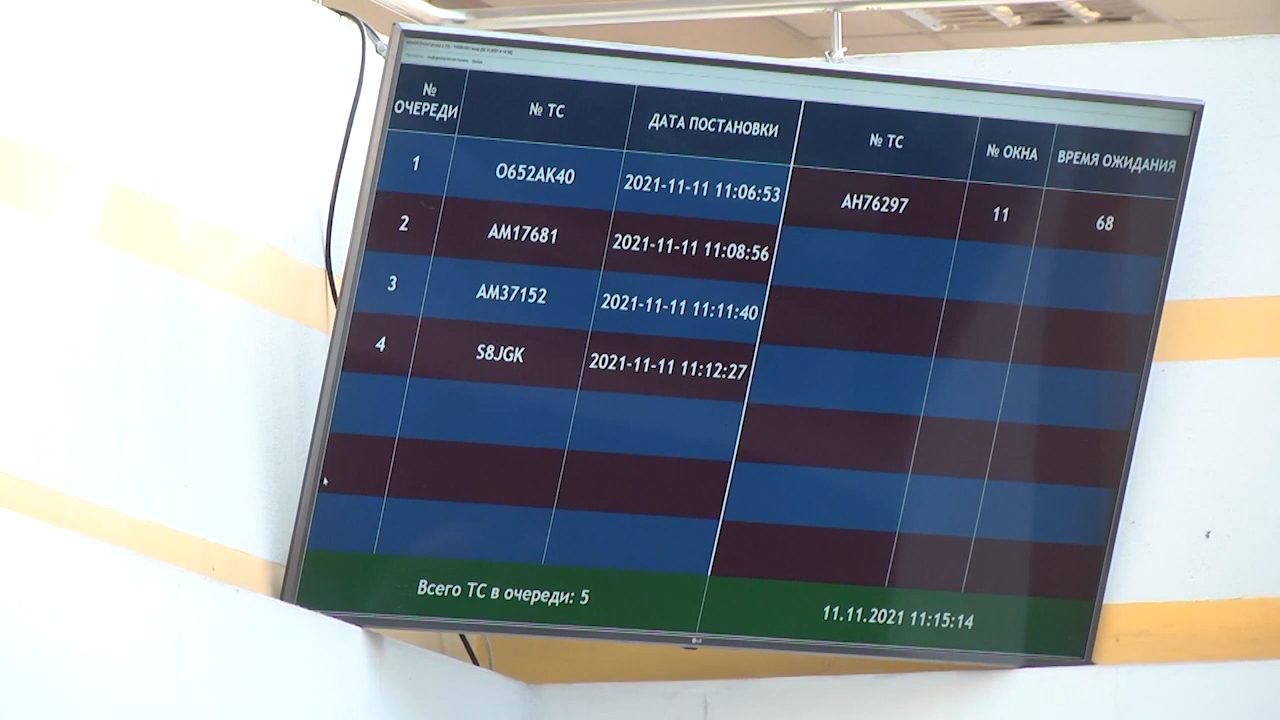 № ОЧЕРЕДИ № ТС ДАТА ПОСТАНОВКИ № ТС № ОКНА ВРЕМЯ ОЖИДАНИЯ
1 О652АК40 2021-11-11 11:06:53 АН76297 11 68
2 АМ17681 2021-11-11 11:08:56
3 АМ37152 2021-11-11 11:11:40
4 S8JGK 2021-11-11 11:12:27
Всего ТС в очереди: 5 11.11.2021 11:15:14
LG